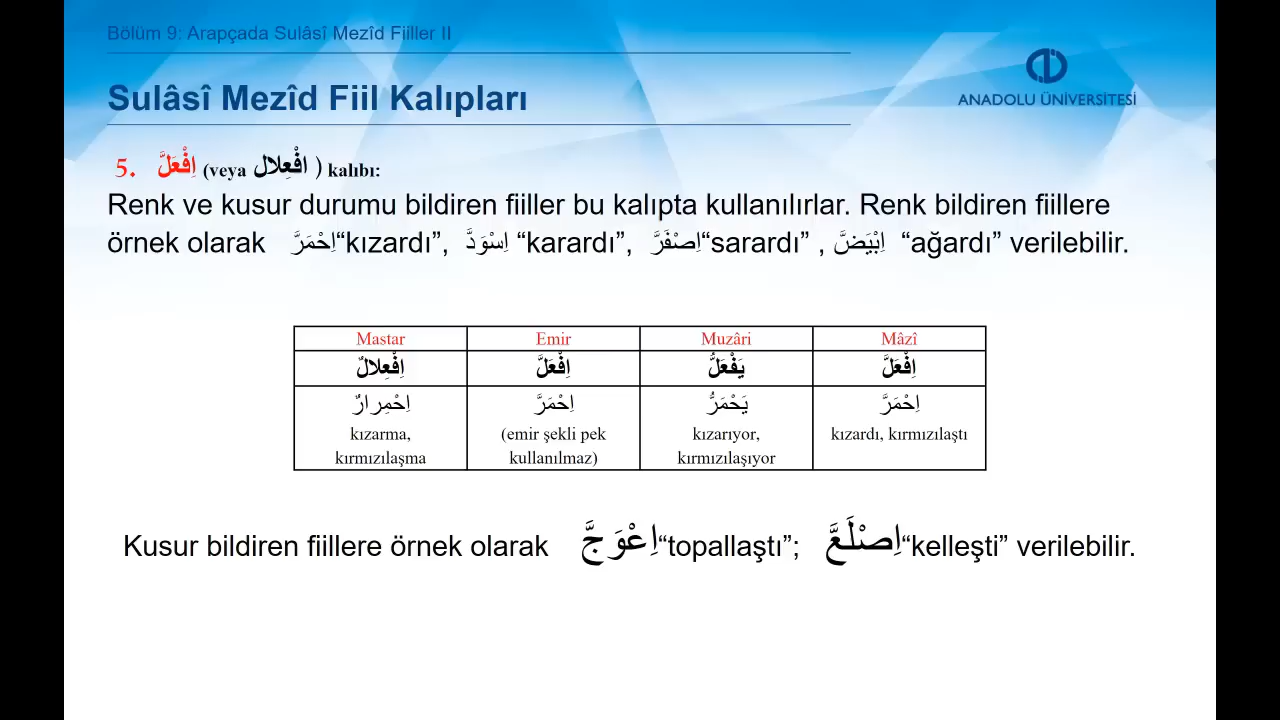 Bölüm 9: Arapçada Sulâsî Mezîd Fiiller II
Sulâsî Mezîd Fiil Kalıpları
ANADOLU ÜNİVERSİTESİ
5. اِفْعَلَّ (veya افْعِلال ) kalıbı:
Renk ve kusur durumu bildiren fiiller bu kalıpta kullanılırlar. Renk bildiren fiillere
örnek olarak اِحْمَرَّ “kızardı”, اِسْوَدَّ “karardı”, اِصْفَرَّ “sarardı” , اِبْيَضَّ “ağardı” verilebilir.
Mastar Emir Muzâri Mâzî
اِفْعِلالٌ اِفْعَلَّ يَفْعَلُّ اِفْعَلَّ
اِحْمِرارٌ اِحْمَرَّ يَحْمَرُّ اِحْمَرَّ
kızarma, (emir şekli pek kızarıyor, kızardı, kırmızılaştı
kırmızılaşma kullanılmaz) kırmızılaşıyor
Kusur bildiren fiillere örnek olarak اِعْوَجَّ “topallaştı”; اِصْلَعَّ “kelleşti” verilebilir.